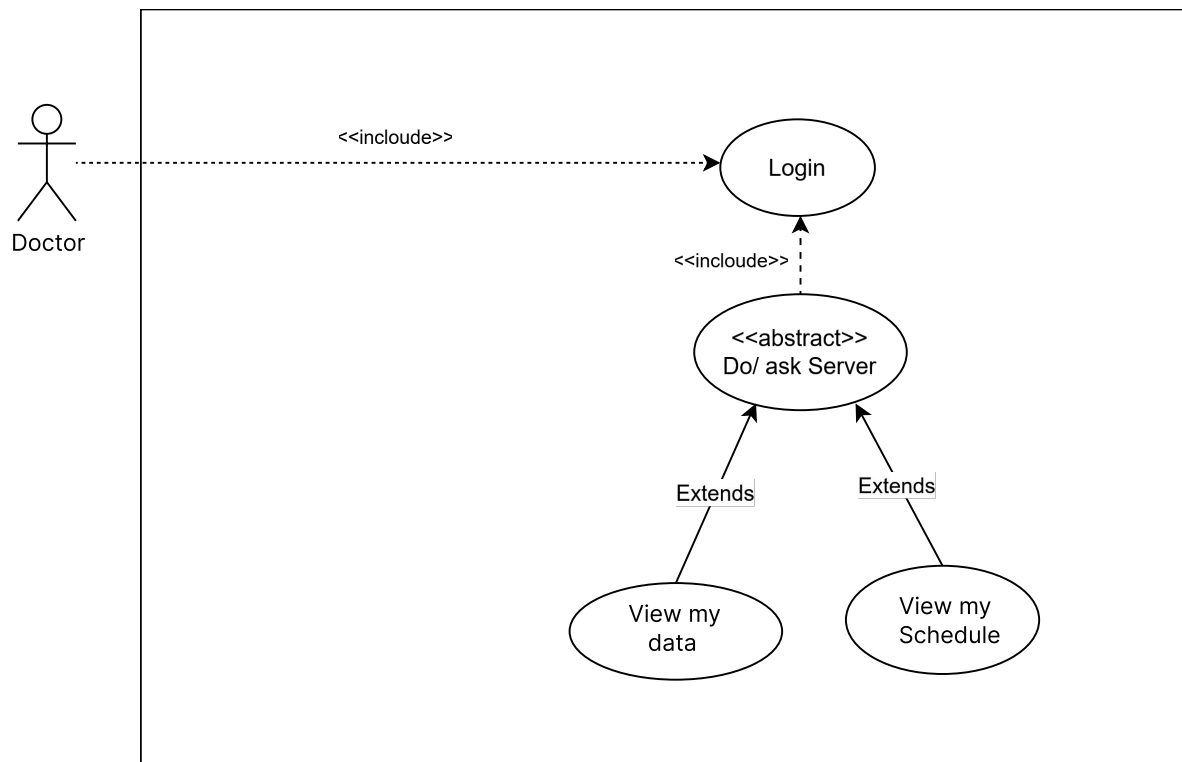 <<incloude>>
Login
Doctor
<<incloude>>
<<abstract>>
Do/ ask Server
Extends
Extends
View my
data
View my
Schedule